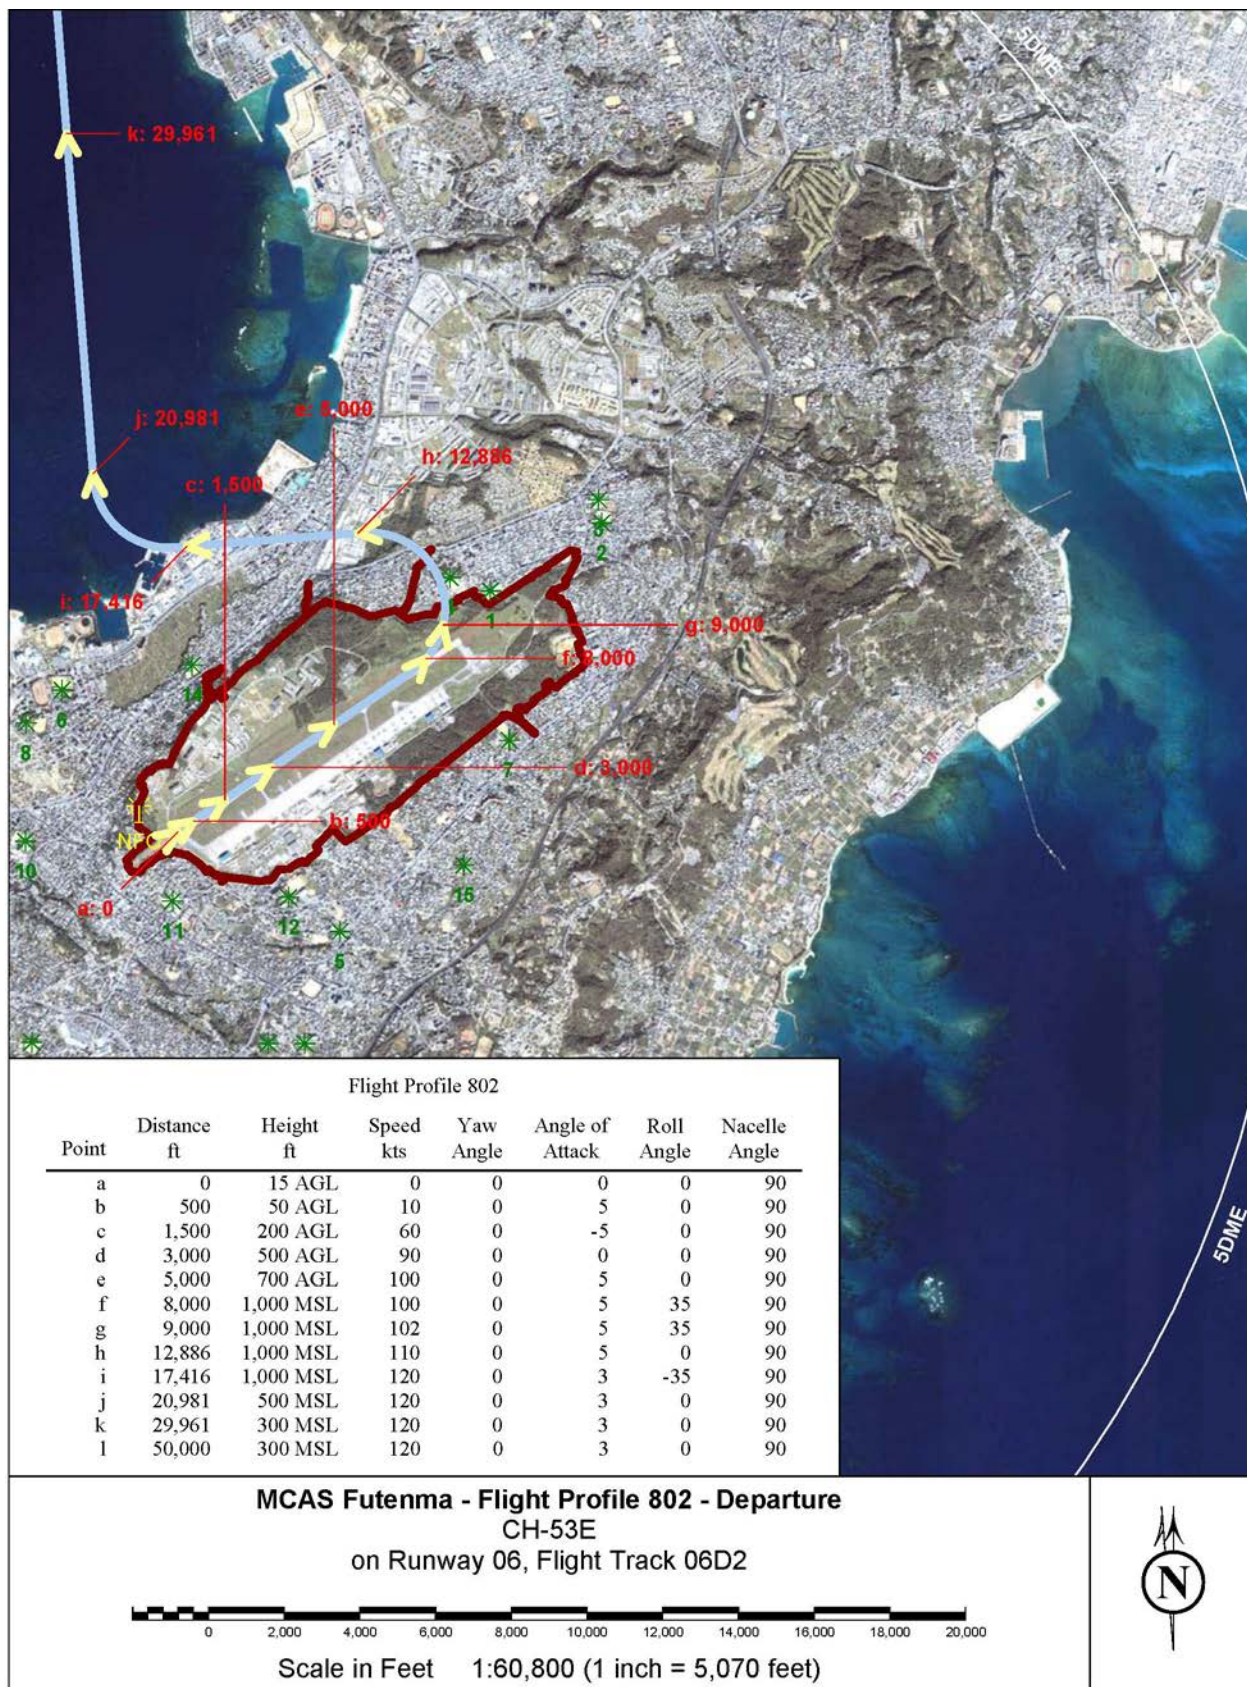 5DME
k: 29,961
e: 5,000
j: 20,981
h: 12,886
c: 1,500
3
2
i: 17,416
1
g: 9,000
f: 8,000
14
6
8
7
d: 3,000
b: 500
10
15
a: 0
11
12
5
5DME
Flight Profile 802
Point Distance ft Height ft Speed kts Yaw Angle Angle of Attack Roll Angle Nacelle Angle
a 0 15 AGL 0 0 0 0 90
b 500 50 AGL 10 0 5 0 90
c 1,500 200 AGL 60 0 -5 0 90
d 3,000 500 AGL 90 0 0 0 90
e 5,000 700 AGL 100 0 5 0 90
f 8,000 1,000 MSL 100 0 5 35 90
g 9,000 1,000 MSL 102 0 5 35 90
h 12,886 1,000 MSL 110 0 5 0 90
i 17,416 1,000 MSL 120 0 3 -35 90
j 20,981 500 MSL 120 0 3 0 90
k 29,961 300 MSL 120 0 3 0 90
l 50,000 300 MSL 120 0 3 0 90
MCAS Futenma - Flight Profile 802 - Departure
CH-53E
on Runway 06, Flight Track 06D2
N
0 2,000 4,000 6,000 8,000 10,000 12,000 14,000 16,000 18,000 20,000
Scale in Feet 1:60,800 (1 inch = 5,070 feet)